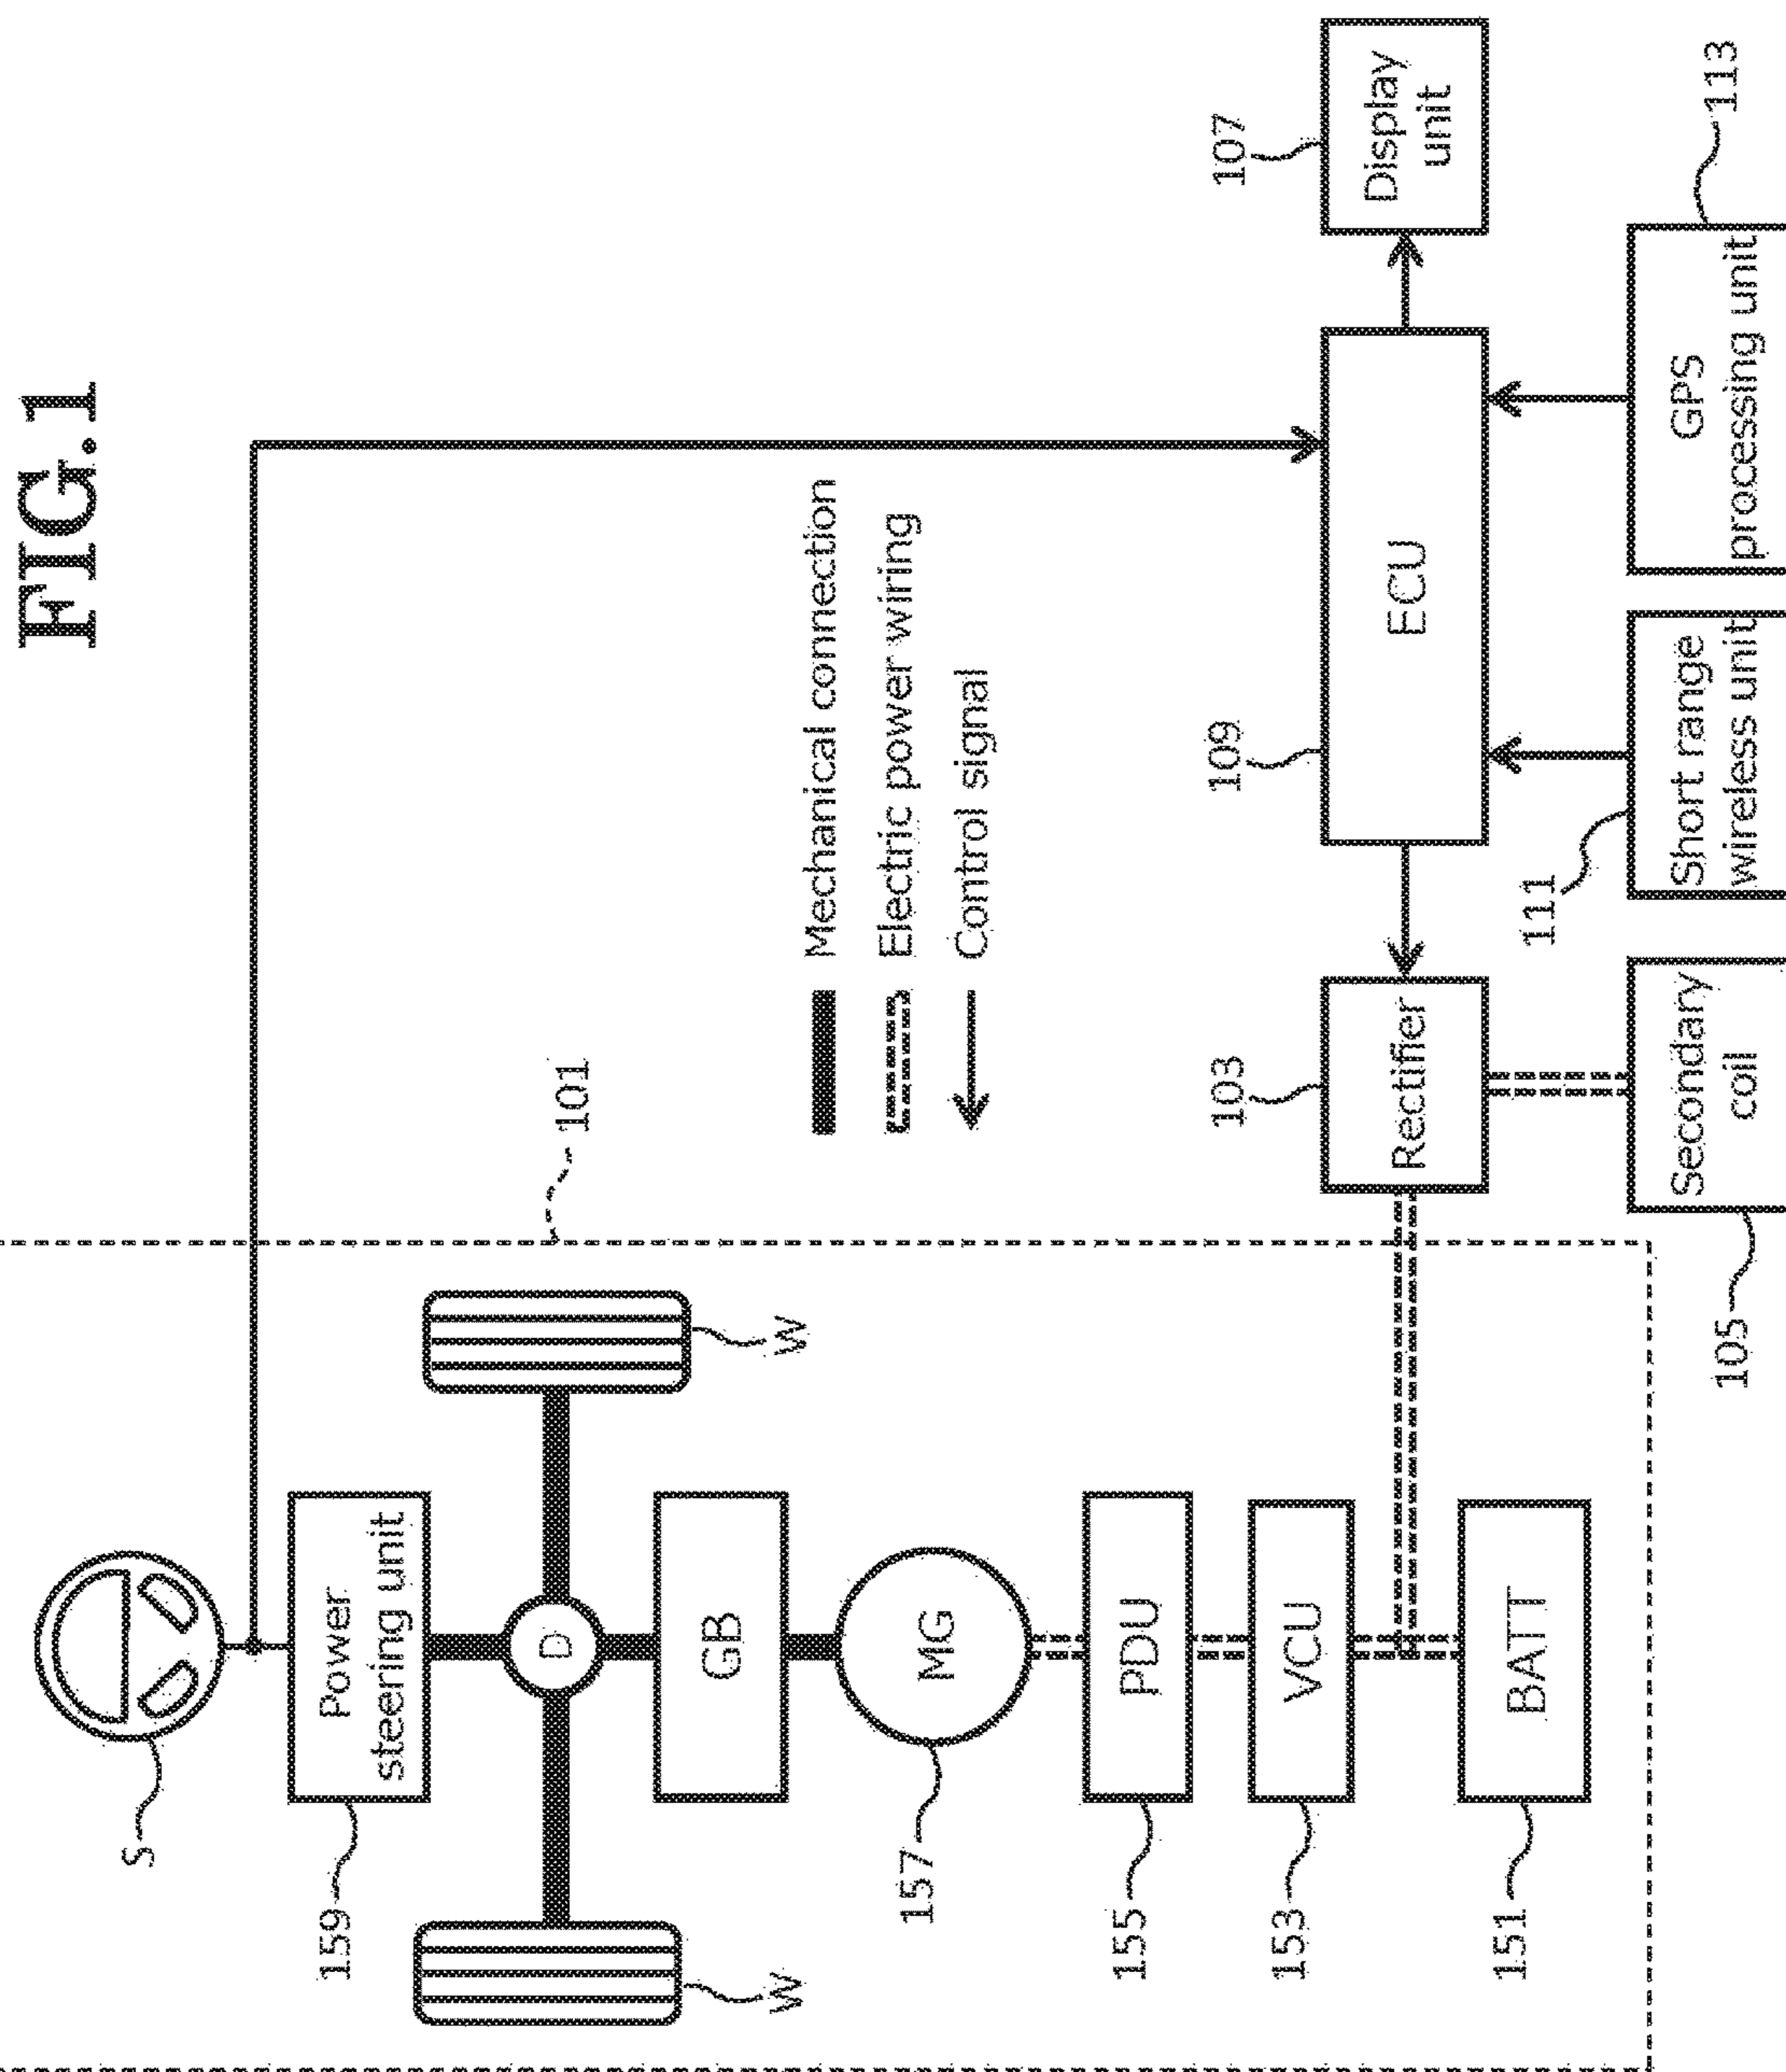 FIG.1
S
159
Power
steering unit
D
W
W
101
GB
157
MG
155
PDU
153
VCU
151
BATT
Mechanical connection
Electric power wiring
Control signal
103
Rectifier
109
ECU
107
Display
unit
105
Secondary
coil
111
Short range
wireless unit
113
GPS
processing unit